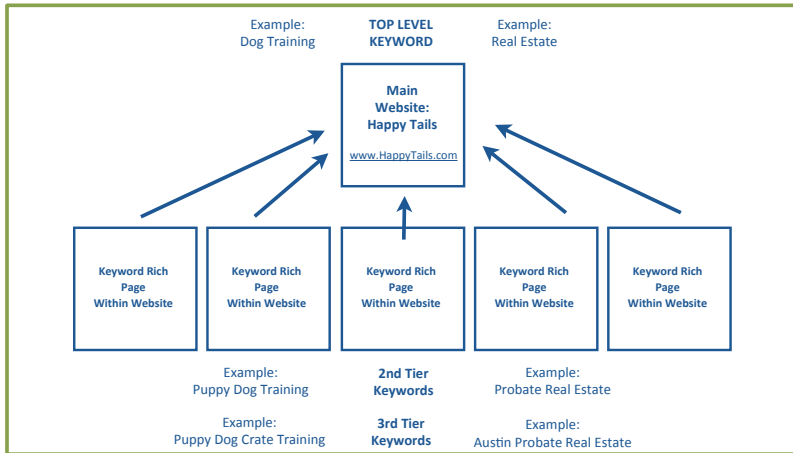 Example:
Dog Training
TOP LEVEL
KEYWORD
Example:
Real Estate
Main
Website:
Happy Tails
www.HappyTails.com
Keyword Rich
Page
Within Website
Keyword Rich
Page
Within Website
Keyword Rich
Page
Within Website
Keyword Rich
Page
Within Website
Keyword Rich
Page
Within Website
Example:
Puppy Dog Training
2nd Tier
Keywords
Example:
Probate Real Estate
Example:
Puppy Dog Crate Training
3rd Tier
Keywords
Example:
Austin Probate Real Estate